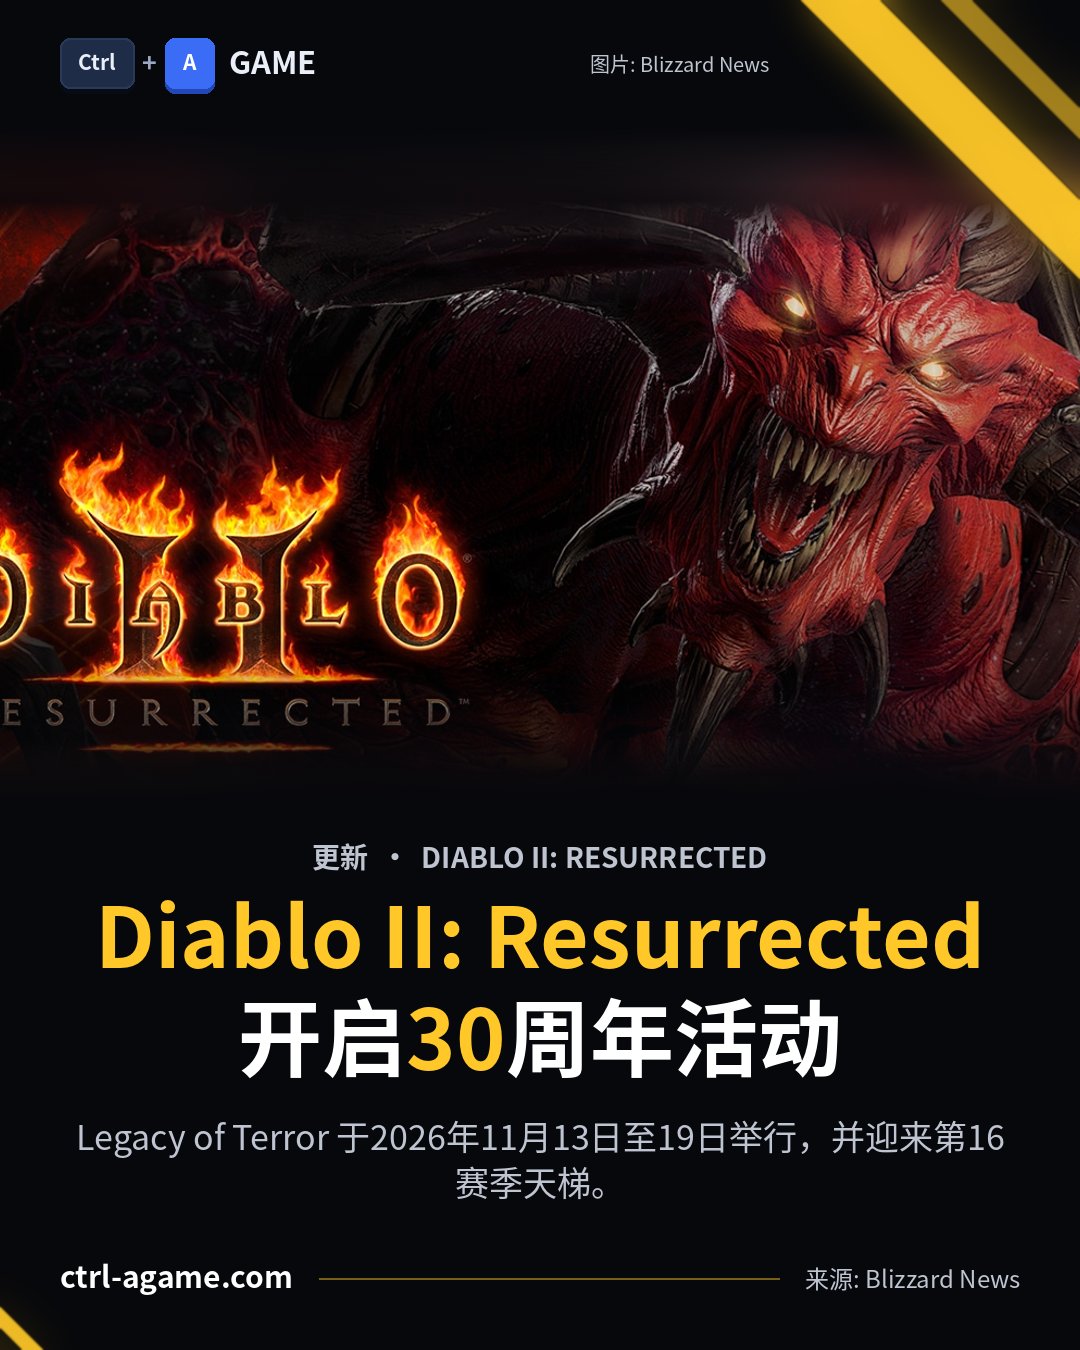 Ctrl + A GAME
图片: Blizzard News
DIABLO
II
RESURRECTED™
更新 • DIABLO II: RESURRECTED
Diablo II: Resurrected
开启30周年活动
Legacy of Terror 于2026年11月13日至19日举行，并迎来第16
赛季天梯。
ctrl-agame.com
来源: Blizzard News